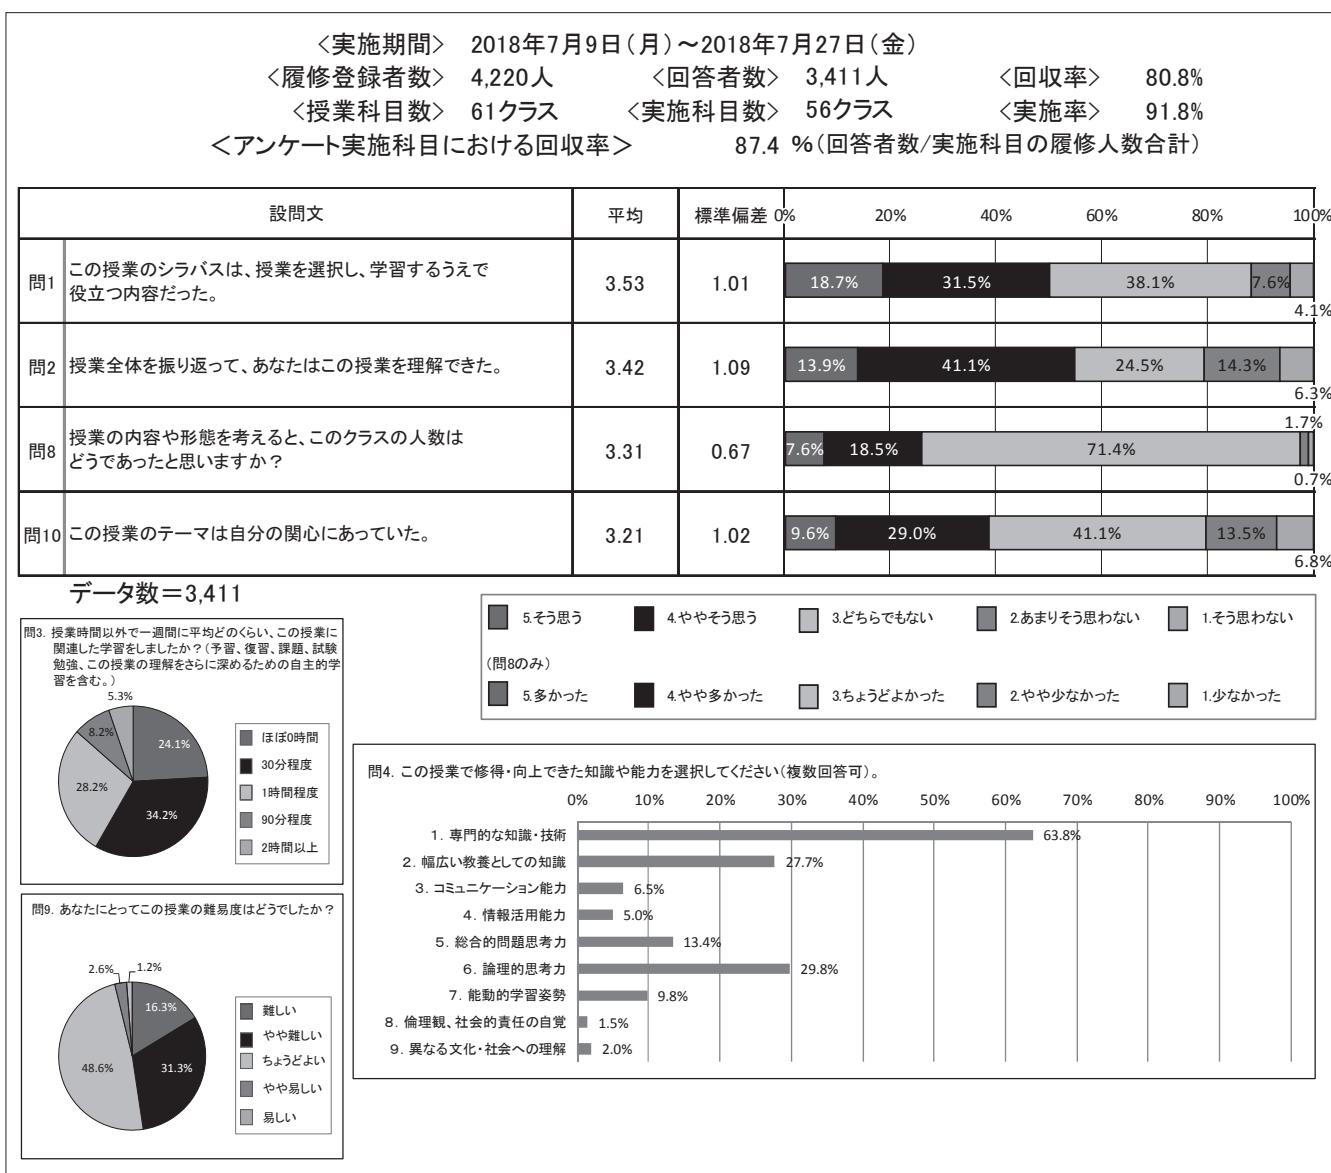 ＜実施期間＞ 2018年7月9日（月）～2018年7月27日（金）
＜履修登録者数＞ 4,220人 ＜回答者数＞ 3,411人 ＜回収率＞ 80.8%
＜授業科目数＞ 61クラス ＜実施科目数＞ 56クラス ＜実施率＞ 91.8%
＜アンケート実施科目における回収率＞ 87.4 %（回答者数/実施科目の履修人数合計）
設問文 平均 標準偏差 0% 20% 40% 60% 80% 100%
問1 この授業のシラバスは、授業を選択し、学習するうえで
役立つ内容だった。
3.53 1.01 18.7% 31.5% 38.1% 7.6% 4.1%
問2 授業全体を振り返って、あなたはこの授業を理解できた。 3.42 1.09 13.9% 41.1% 24.5% 14.3% 6.3%
問8 授業の内容や形態を考えると、このクラスの人数は
どうであったと思いますか？
3.31 0.67 7.6% 18.5% 71.4% 1.7% 0.7%
問10 この授業のテーマは自分の関心にあっていた。 3.21 1.02 9.6% 29.0% 41.1% 13.5% 6.8%
データ数＝3,411
5.そう思う 4.ややそう思う 3.どちらでもない 2.あまりそう思わない 1.そう思わない
(問8のみ)
5.多かった 4.やや多かった 3.ちょうどよかった 2.やや少なかった 1.少なかった
問3. 授業時間以外で一週間に平均どのくらい、この授業に
関連した学習をしましたか？（予習、復習、課題、試験
勉強、この授業の理解をさらに深めるための自主的学
習を含む。）
5.3%
8.2%
24.1%
28.2%
34.2%
ほぼ0時間
30分程度
1時間程度
90分程度
2時間以上
問4. この授業で修得・向上できた知識や能力を選択してください（複数回答可）。
0% 10% 20% 30% 40% 50% 60% 70% 80% 90% 100%
1. 専門的な知識・技術 63.8%
2. 幅広い教養としての知識 27.7%
3. コミュニケーション能力 6.5%
4. 情報活用能力 5.0%
5. 総合的問題思考力 13.4%
6. 論理的思考力 29.8%
7. 能動的学習姿勢 9.8%
8. 倫理観、社会的責任の自覚 1.5%
9. 異なる文化・社会への理解 2.0%
問9. あなたにとってこの授業の難易度はどうでしたか？
2.6% 1.2%
16.3%
48.6% 31.3%
難しい
やや難しい
ちょうどよい
やや易しい
易しい